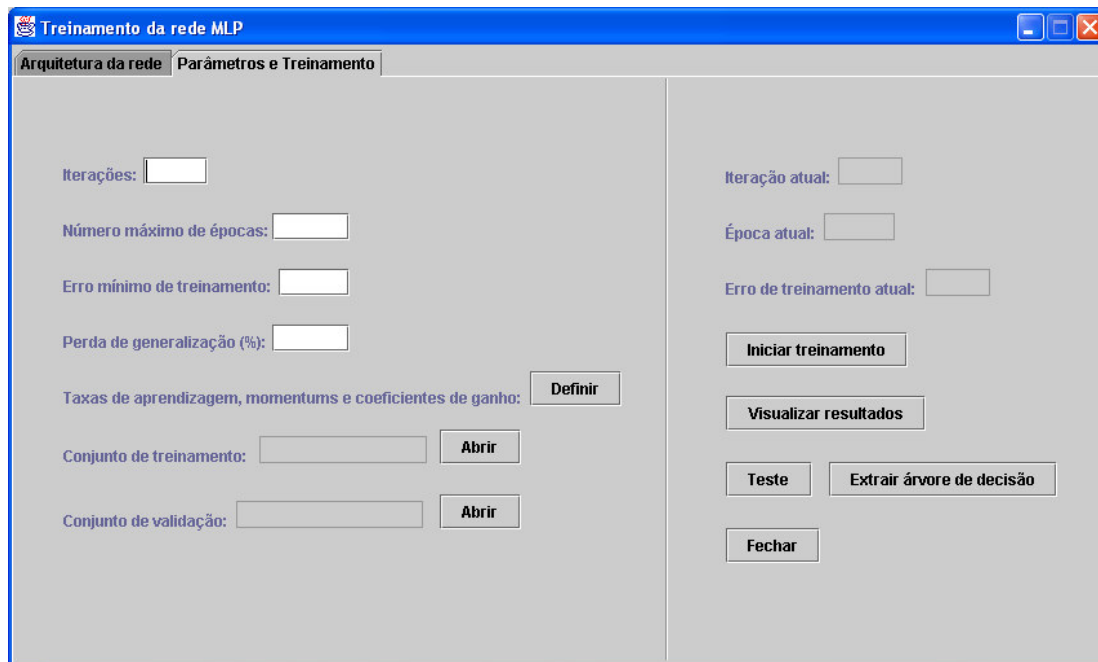 Treinamento da rede MLP
Arquitetura da rede
Parâmetros e Treinamento
Iterações:
Número máximo de épocas:
Erro mínimo de treinamento:
Perda de generalização (%):
Taxas de aprendizagem, momentums e coeficientes de ganho:
Definir
Conjunto de treinamento:
Abrir
Conjunto de validação:
Abrir
Iteração atual:
Época atual:
Erro de treinamento atual:
Iniciar treinamento
Visualizar resultados
Teste
Extrair árvore de decisão
Fechar